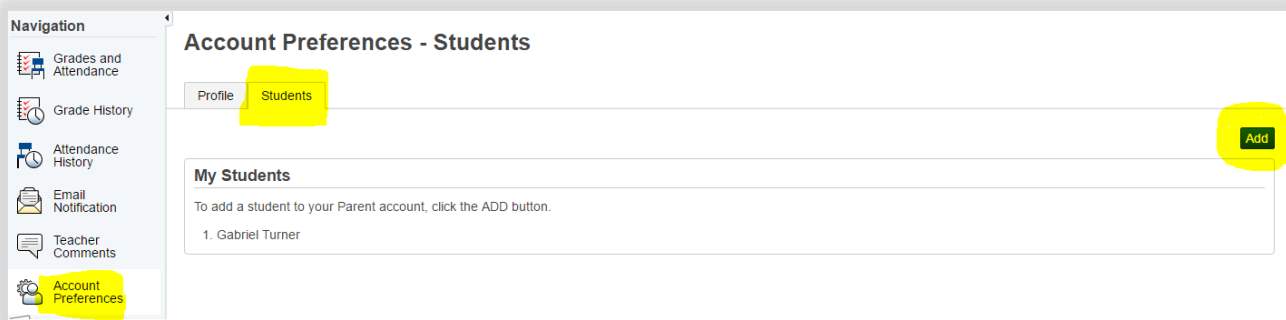 Navigation
Grades and
Attendance
Grade History
Attendance
History
Email
Notification
Teacher
Comments
Account
Preferences
Account Preferences - Students
Profile
Students
Add
My Students
To add a student to your Parent account, click the ADD button.
1. Gabriel Turner